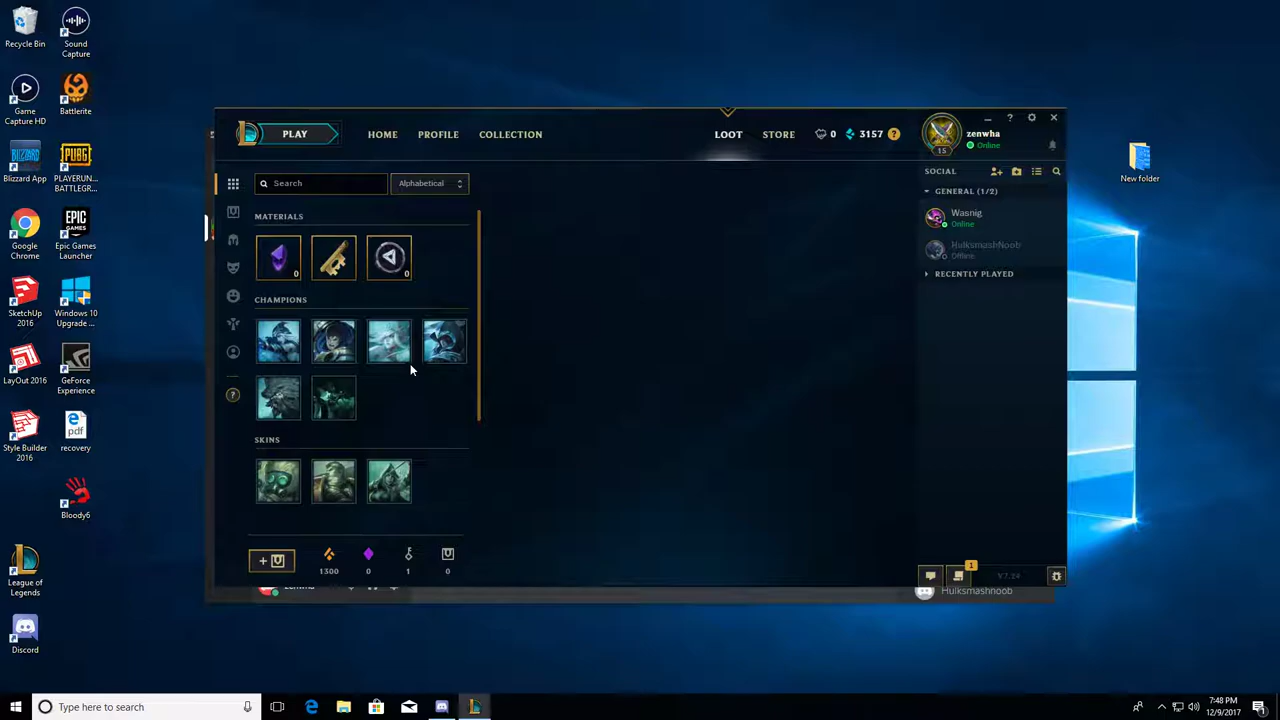 Recycle Bin
Sound
Capture
Game
Capture HD
Battlerite
Blizzard App
PLAYERUN...
BATTLEGR...
Google
Chrome
Epic Games
Launcher
SketchUp
2016
Windows 10
Upgrade ...
LayOut 2016
GeForce
Experience
Style Builder
2016
recovery
Bloody6
League of
Legends
Discord
New folder
PLAY
HOME
PROFILE
COLLECTION
LOOT
STORE
0
3157
?
15
zenwha
Online
Search
Alphabetical
MATERIALS
0
0
CHAMPIONS
SKINS
+
1300
0
1
0
SOCIAL
GENERAL (1/2)
Wasnig
Online
HulksmashNoob
Offline
RECENTLY PLAYED
1
V7.24
zenwha
Hulksmashnoob
Type here to search
7:48 PM
12/9/2017
1